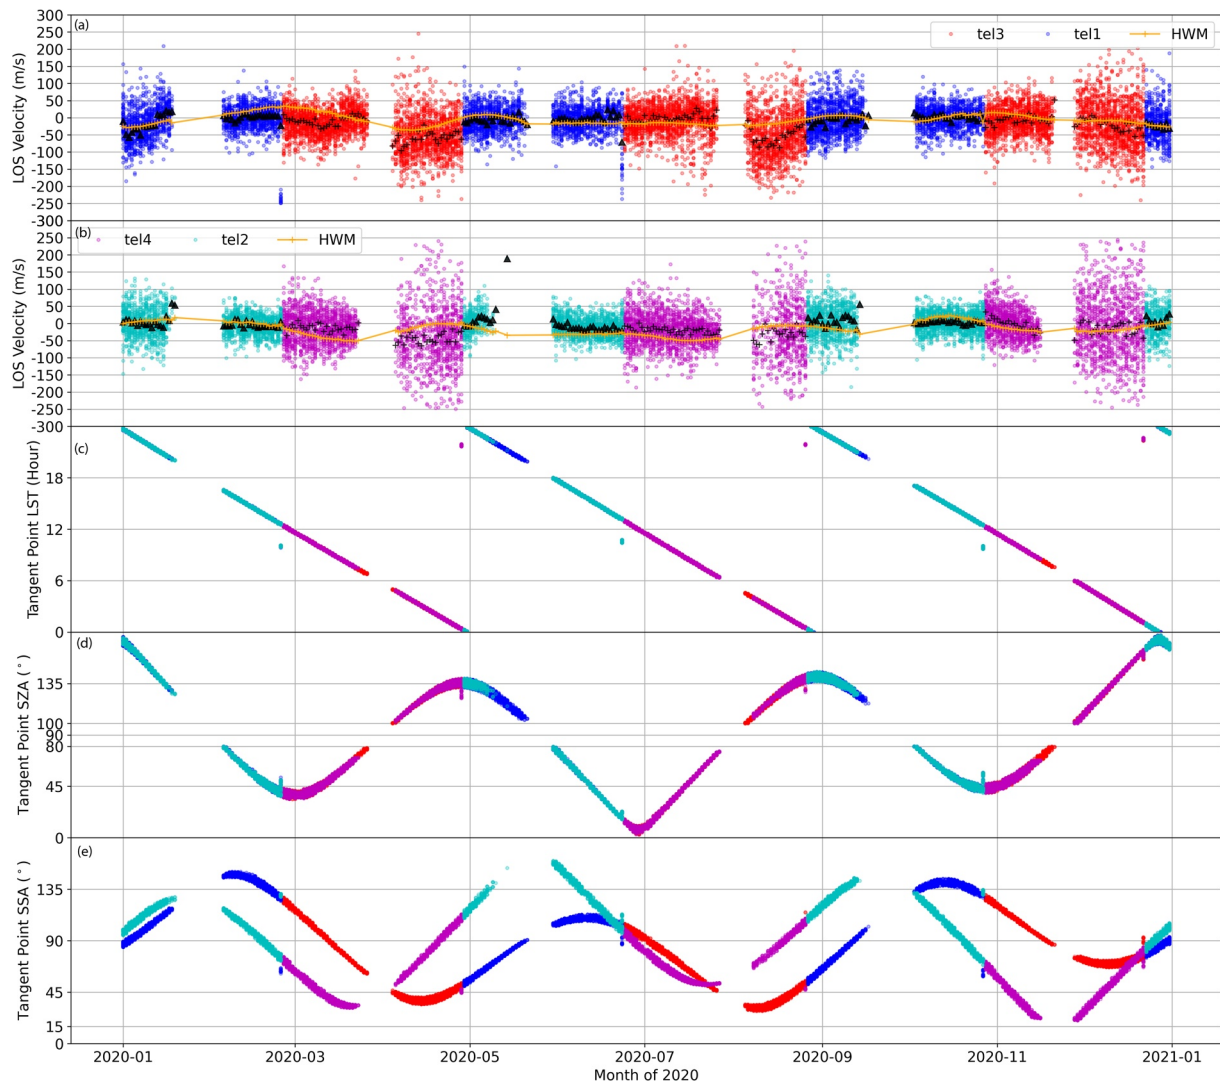 (a)
tel3 tel1 HWM
300
250
200
150
100
50
0
-50
-100
-150
-200
-250
-300
LOS Velocity (m/s)
(b)
tel4 tel2 HWM
250
200
150
100
50
0
-50
-100
-150
-200
-250
-300
LOS Velocity (m/s)
(c)
18
12
6
0
Tangent Point LST (Hour)
(d)
135
100
90
80
45
0
Tangent Point SZA (°)
(e)
135
90
45
15
0
Tangent Point SSA (°)
2020-01 2020-03 2020-05 2020-07 2020-09 2020-11 2021-01
Month of 2020